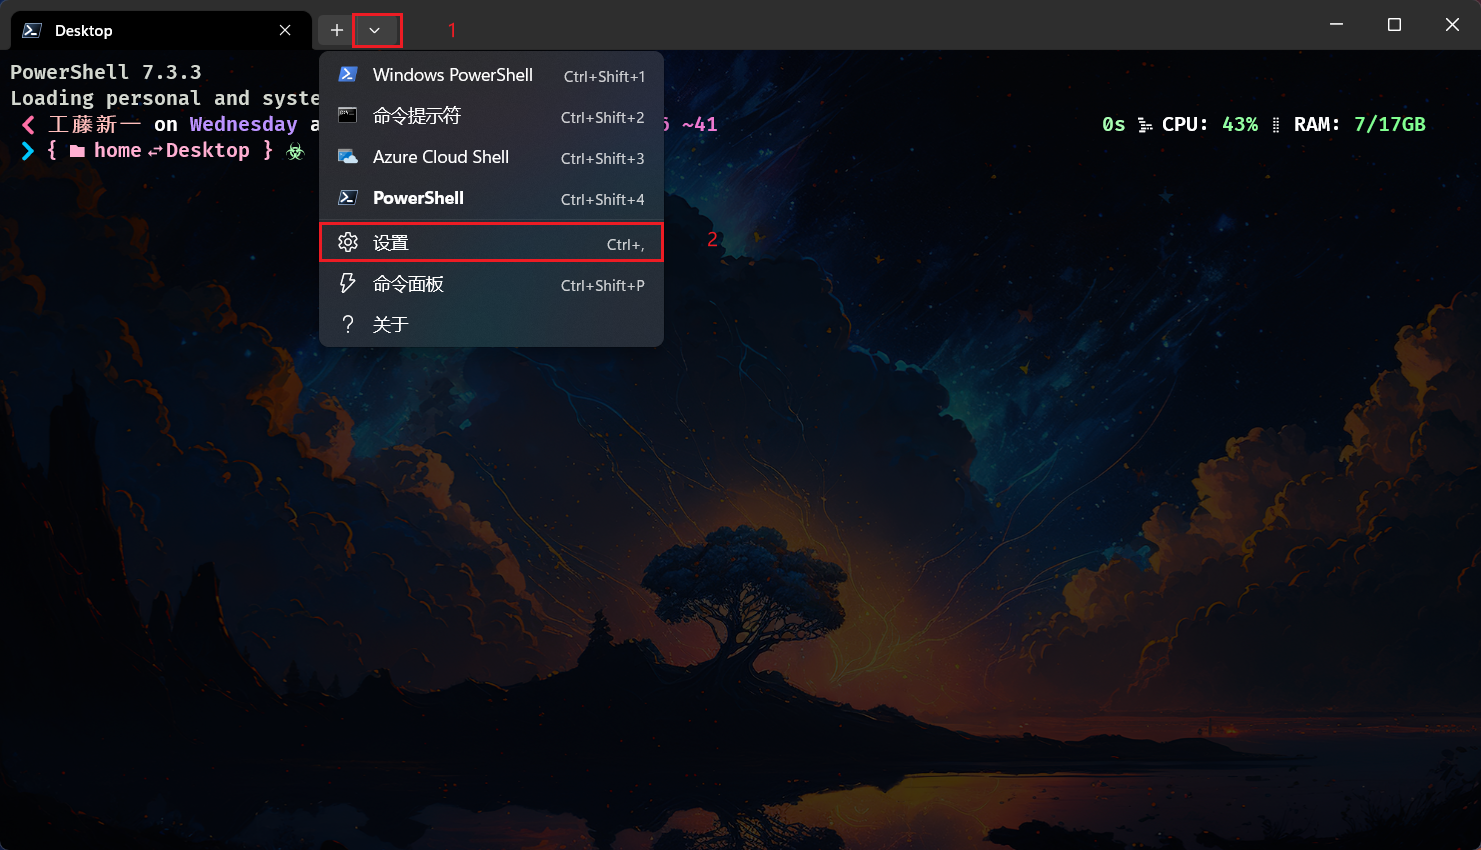 Desktop
1
PowerShell 7.3.3
Loading personal and syste
工藤新一 on Wednesday a
~41
0s CPU: 43% RAM: 7/17GB
{ home Desktop }
Windows PowerShell Ctrl+Shift+1
命令提示符 Ctrl+Shift+2
Azure Cloud Shell Ctrl+Shift+3
PowerShell Ctrl+Shift+4
设置 Ctrl+,
2
命令面板 Ctrl+Shift+P
关于